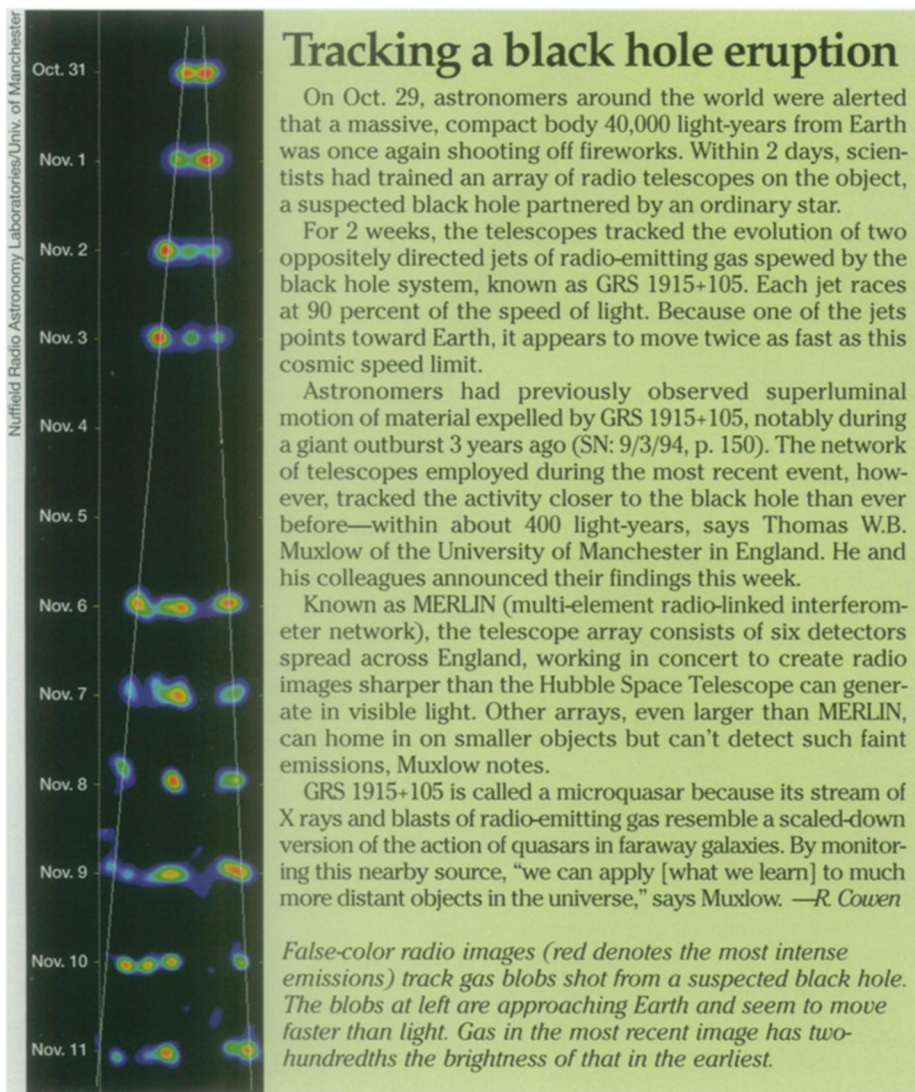 Nuffield Radio Astronomy Laboratories/Univ. of Manchester
Oct. 31
Nov. 1
Nov. 2
Nov. 3
Nov. 4
Nov. 5
Nov. 6
Nov. 7
Nov. 8
Nov. 9
Nov. 10
Nov. 11
Tracking a black hole eruption
On Oct. 29, astronomers around the world were alerted
that a massive, compact body 40,000 light-years from Earth
was once again shooting off fireworks. Within 2 days, scien-
tists had trained an array of radio telescopes on the object,
a suspected black hole partnered by an ordinary star.
For 2 weeks, the telescopes tracked the evolution of two
oppositely directed jets of radio-emitting gas spewed by the
black hole system, known as GRS 1915+105. Each jet races
at 90 percent of the speed of light. Because one of the jets
points toward Earth, it appears to move twice as fast as this
cosmic speed limit.
Astronomers had previously observed superluminal
motion of material expelled by GRS 1915+105, notably during
a giant outburst 3 years ago (SN: 9/3/94, p. 150). The network
of telescopes employed during the most recent event, how-
ever, tracked the activity closer to the black hole than ever
before—within about 400 light-years, says Thomas W.B.
Muxlow of the University of Manchester in England. He and
his colleagues announced their findings this week.
Known as MERLIN (multi-element radio-linked interferom-
eter network), the telescope array consists of six detectors
spread across England, working in concert to create radio
images sharper than the Hubble Space Telescope can gener-
ate in visible light. Other arrays, even larger than MERLIN,
can home in on smaller objects but can't detect such faint
emissions, Muxlow notes.
GRS 1915+105 is called a microquasar because its stream of
X rays and blasts of radio-emitting gas resemble a scaled-down
version of the action of quasars in faraway galaxies. By monitor-
ing this nearby source, “we can apply [what we learn] to much
more distant objects in the universe,” says Muxlow. —R. Cowen
False-color radio images (red denotes the most intense
emissions) track gas blobs shot from a suspected black hole.
The blobs at left are approaching Earth and seem to move
faster than light. Gas in the most recent image has two-
hundredths the brightness of that in the earliest.